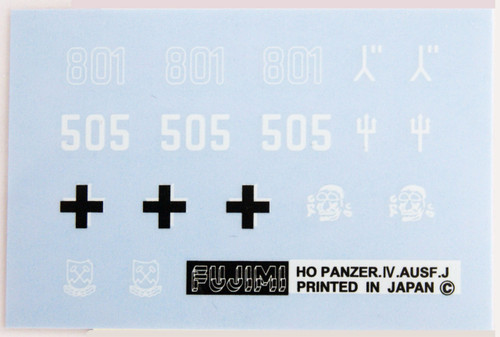 801 801 801
505 505 505
FUJIMI
HO PANZER.IV.AUSF.J
PRINTED IN JAPAN ©